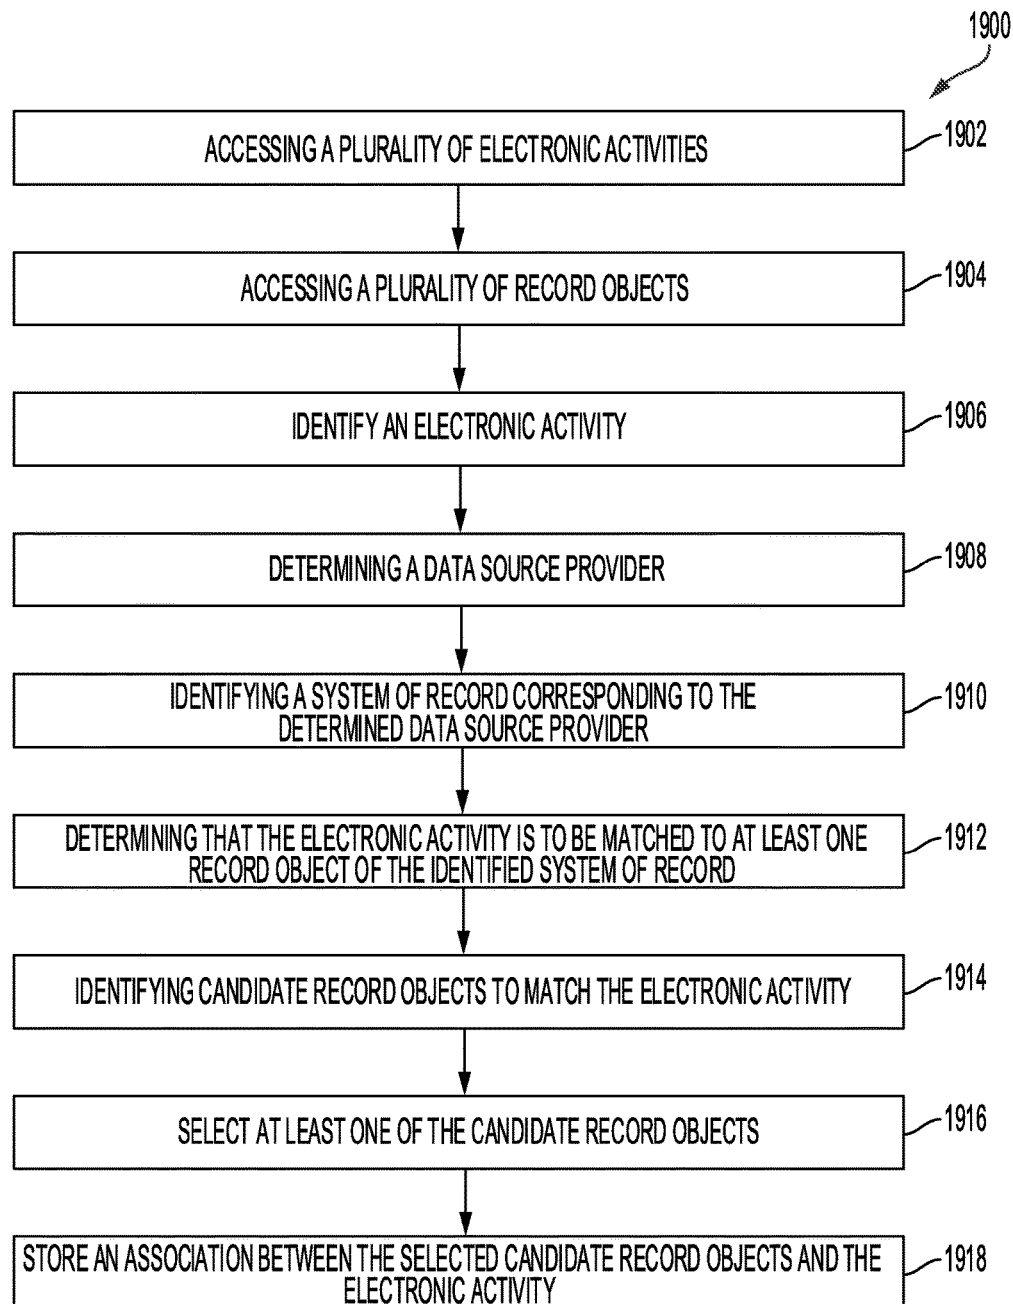 1900
ACCESSING A PLURALITY OF ELECTRONIC ACTIVITIES
1902
ACCESSING A PLURALITY OF RECORD OBJECTS
1904
IDENTIFY AN ELECTRONIC ACTIVITY
1906
DETERMINING A DATA SOURCE PROVIDER
1908
IDENTIFYING A SYSTEM OF RECORD CORRESPONDING TO THE
DETERMINED DATA SOURCE PROVIDER
1910
DETERMINING THAT THE ELECTRONIC ACTIVITY IS TO BE MATCHED TO AT LEAST ONE
RECORD OBJECT OF THE IDENTIFIED SYSTEM OF RECORD
1912
IDENTIFYING CANDIDATE RECORD OBJECTS TO MATCH THE ELECTRONIC ACTIVITY
1914
SELECT AT LEAST ONE OF THE CANDIDATE RECORD OBJECTS
1916
STORE AN ASSOCIATION BETWEEN THE SELECTED CANDIDATE RECORD OBJECTS AND THE
ELECTRONIC ACTIVITY
1918